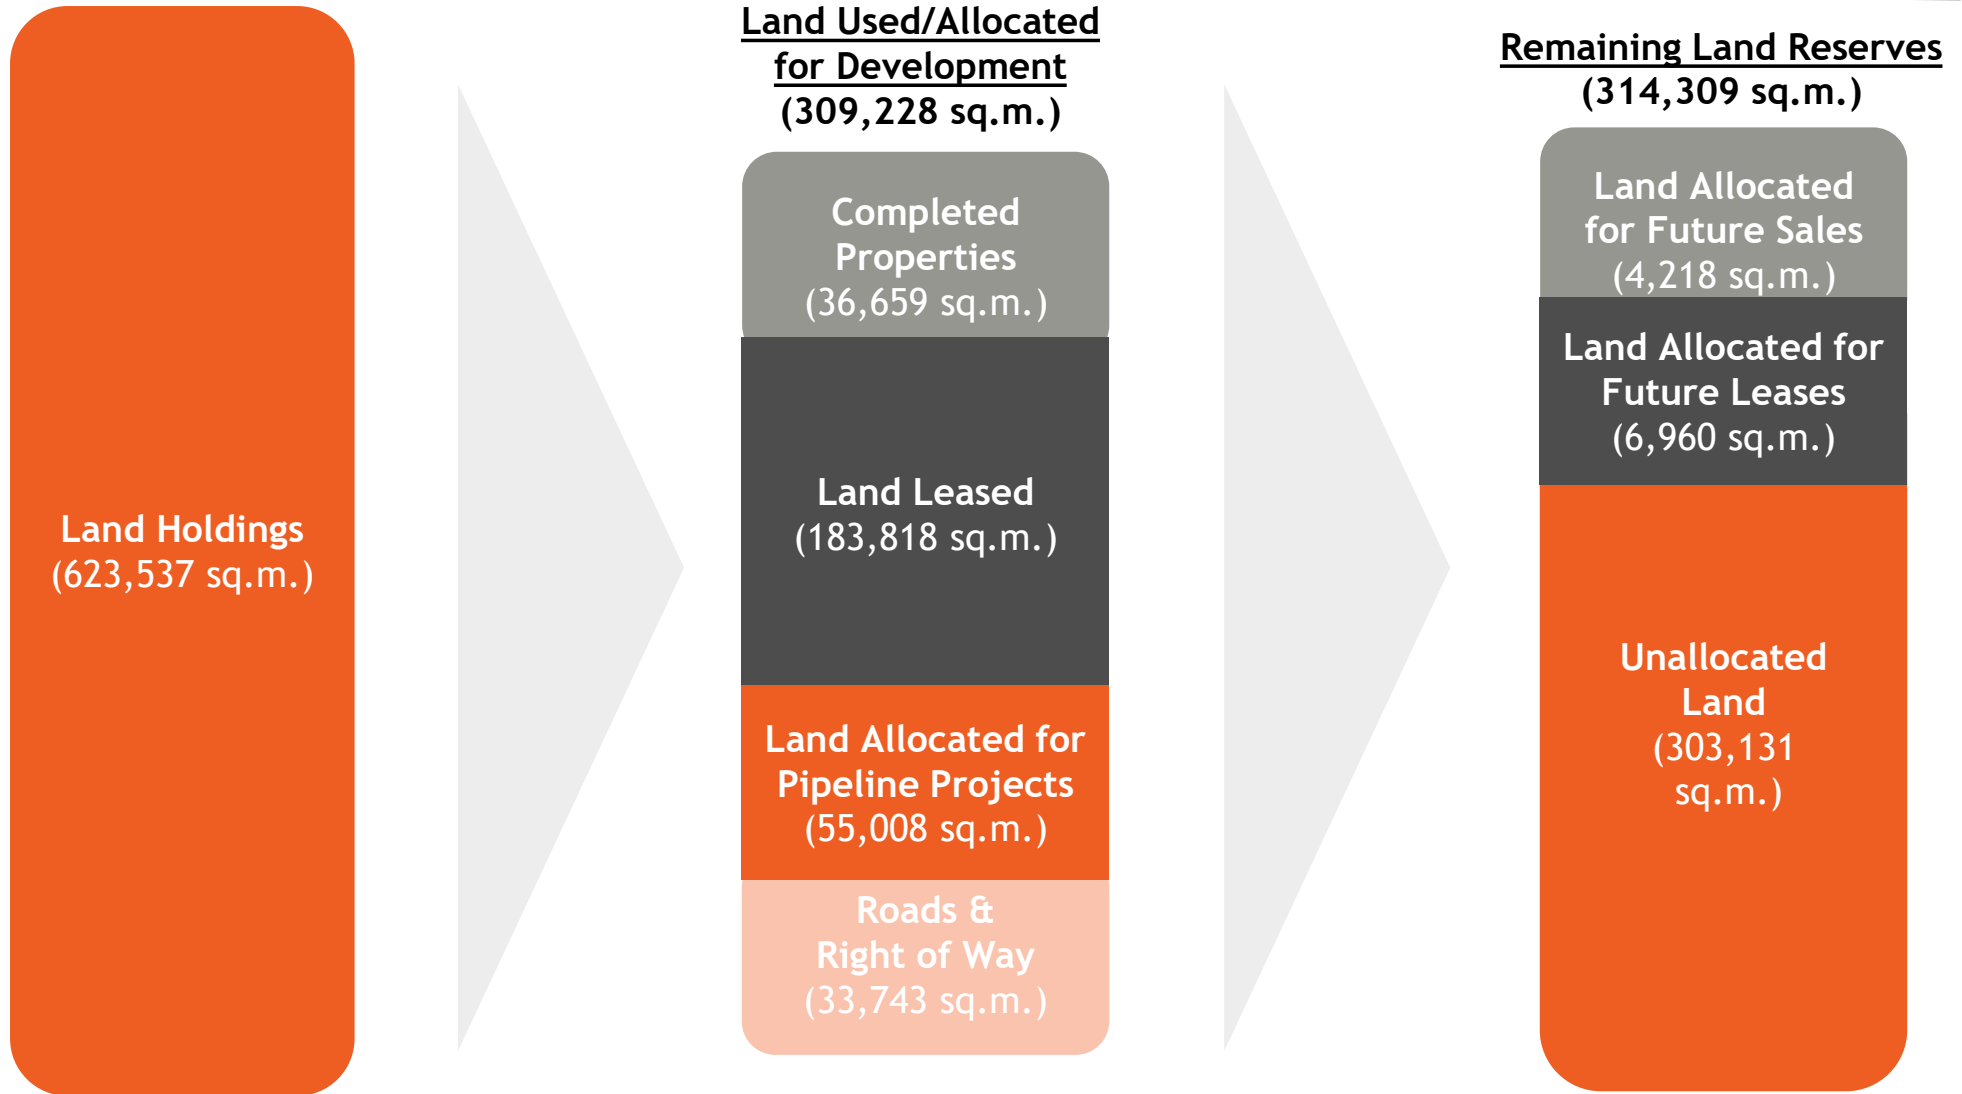 Land Holdings
(623,537 sq.m.)
Land Used/Allocated
for Development
(309,228 sq.m.)
Completed
Properties
(36,659 sq.m.)
Land Leased
(183,818 sq.m.)
Land Allocated for
Pipeline Projects
(55,008 sq.m.)
Roads &
Right of Way
(33,743 sq.m.)
Remaining Land Reserves
(314,309 sq.m.)
Land Allocated
for Future Sales
(4,218 sq.m.)
Land Allocated for
Future Leases
(6,960 sq.m.)
Unallocated
Land
(303,131
sq.m.)